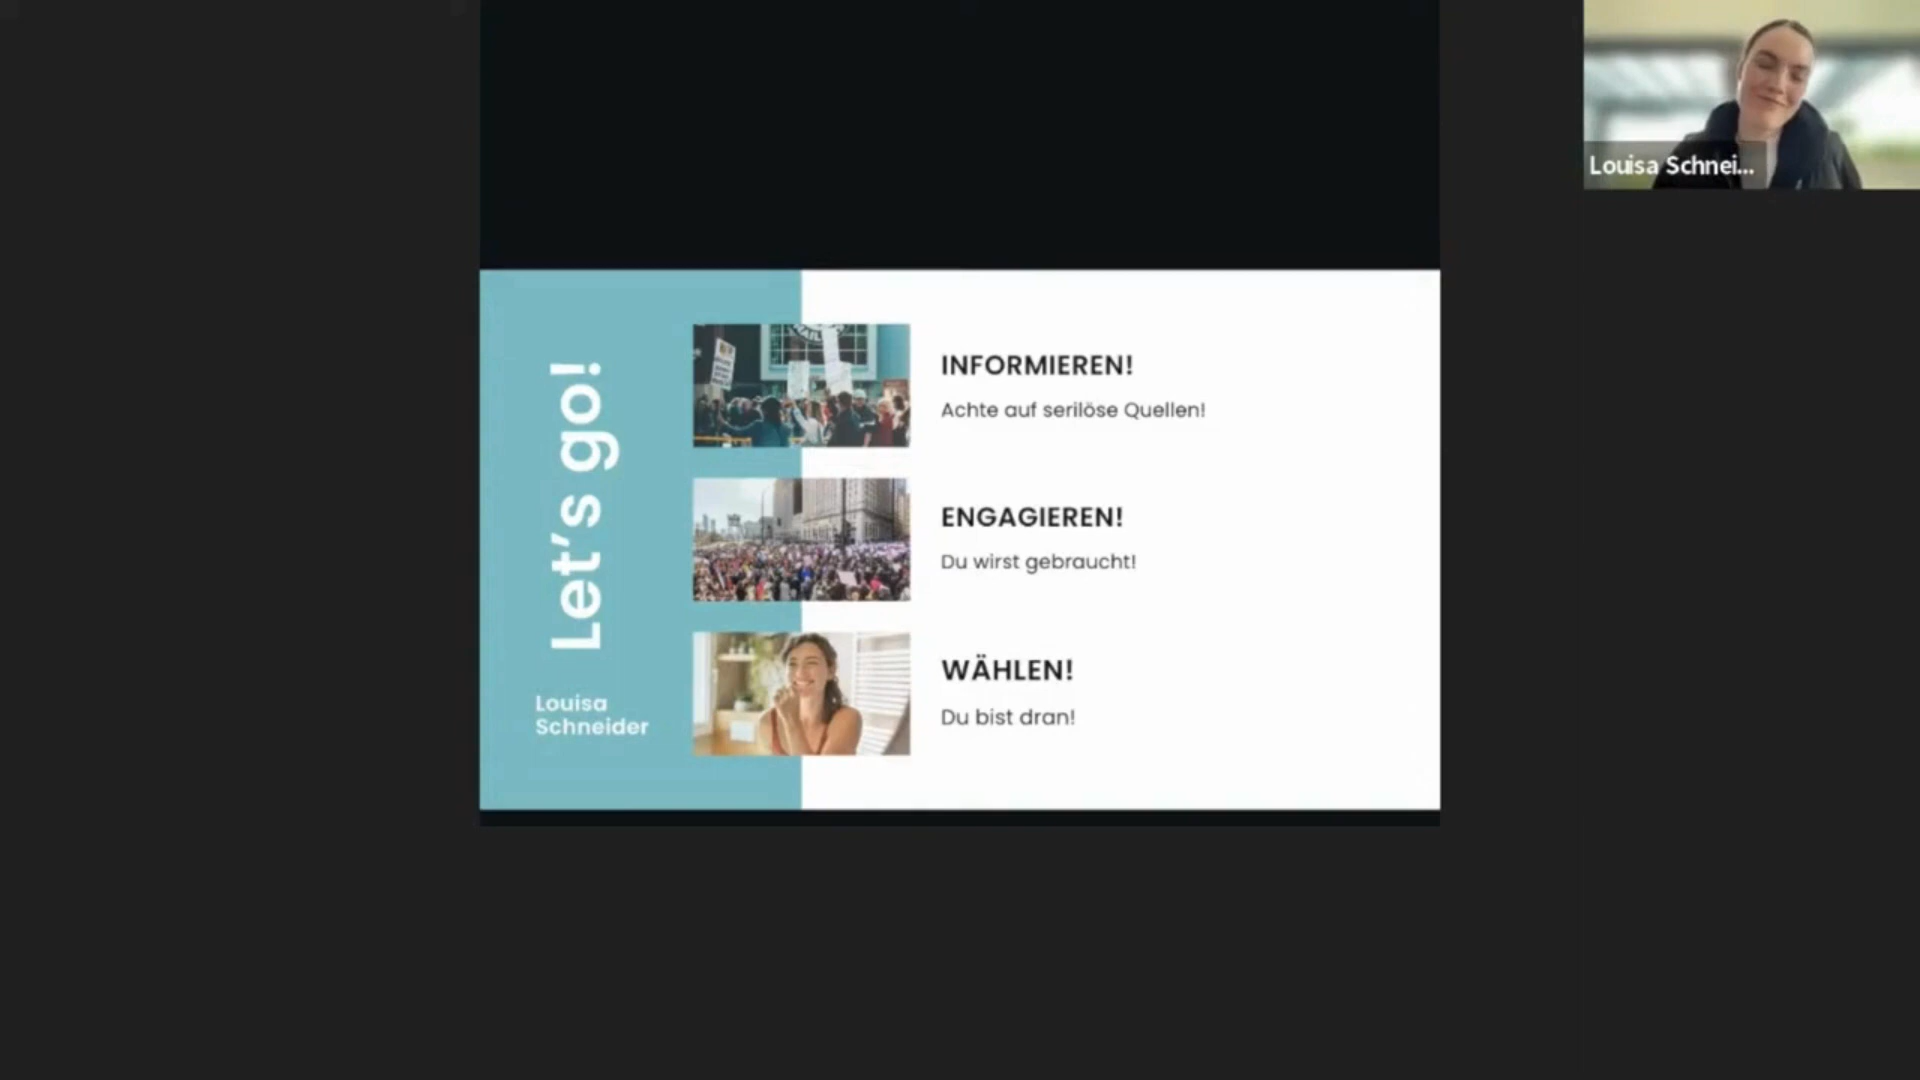 Let's go!
Louisa
Schneider
INFORMIEREN!
Achte auf serilöse Quellen!
ENGAGIEREN!
Du wirst gebraucht!
WÄHLEN!
Du bist dran!
Louisa Schnei...